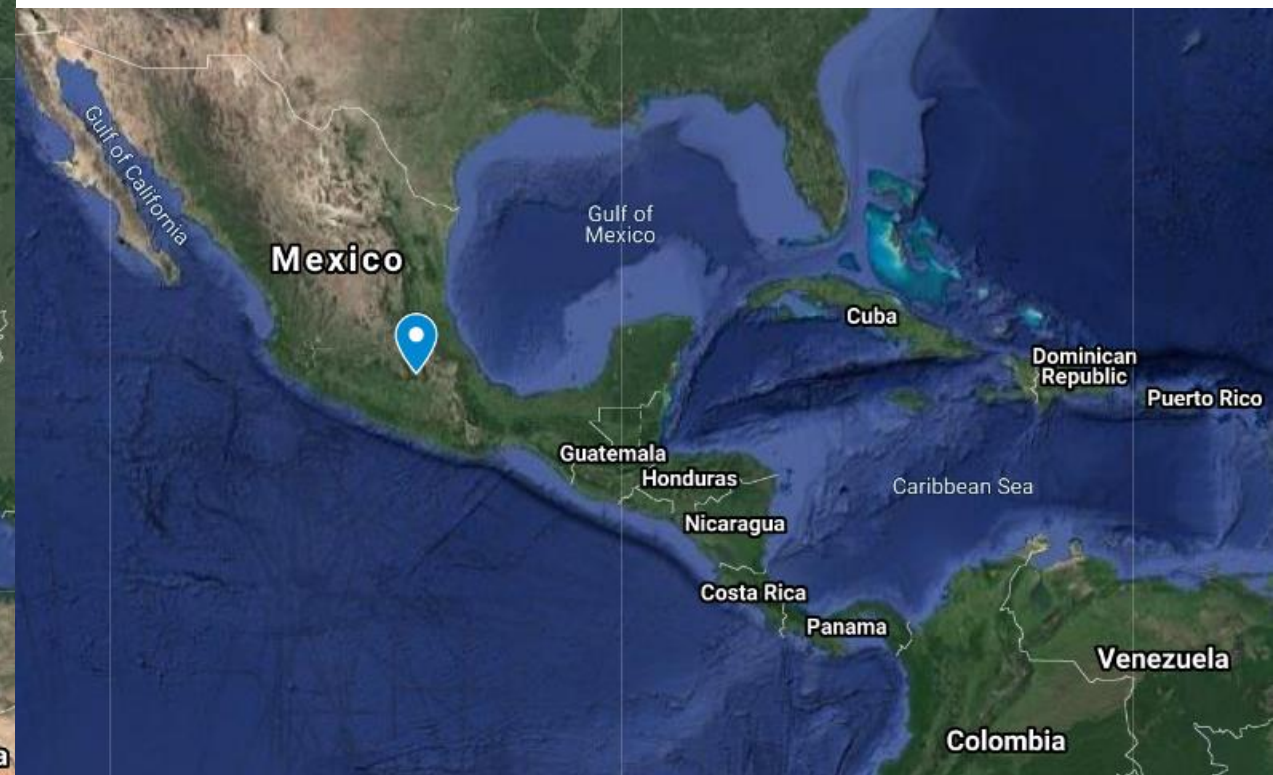 Gulf of California
Gulf of
Mexico
Mexico
Cuba
Dominican
Republic
Puerto Rico
Guatemala
Honduras
Caribbean Sea
Nicaragua
Costa Rica
Panama
Venezuela
Colombia
a